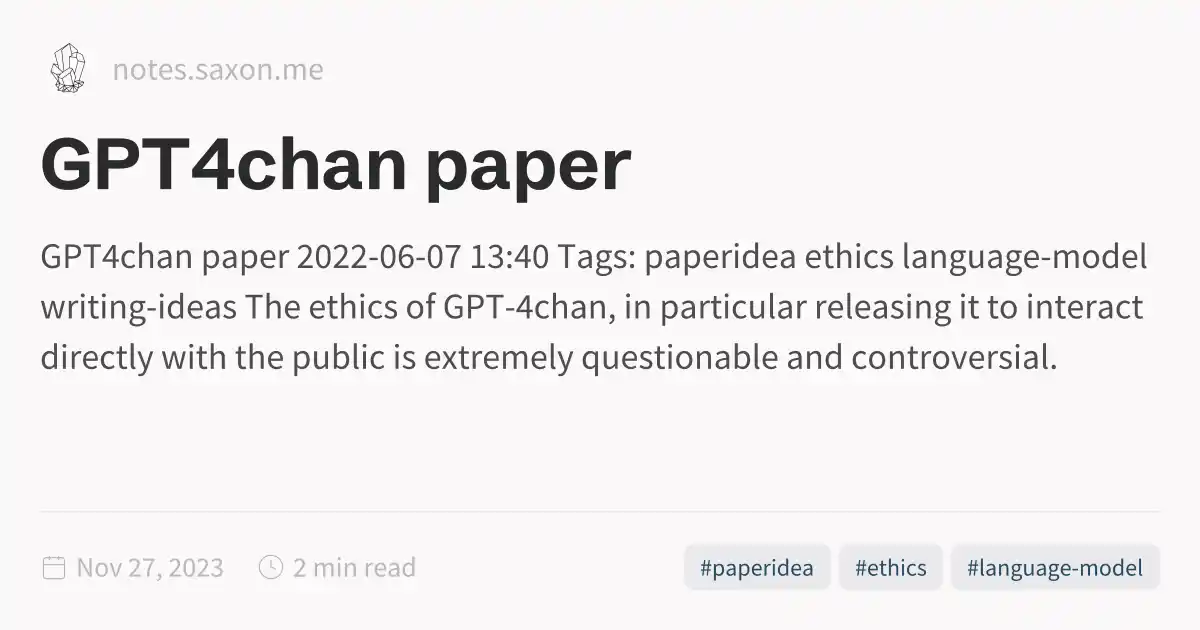 notes.saxon.me
GPT4chan paper
GPT4chan paper 2022-06-07 13:40 Tags: paperidea ethics language-model
writing-ideas The ethics of GPT-4chan, in particular releasing it to interact
directly with the public is extremely questionable and controversial.
Nov 27, 2023 2 min read #paperidea #ethics #language-model